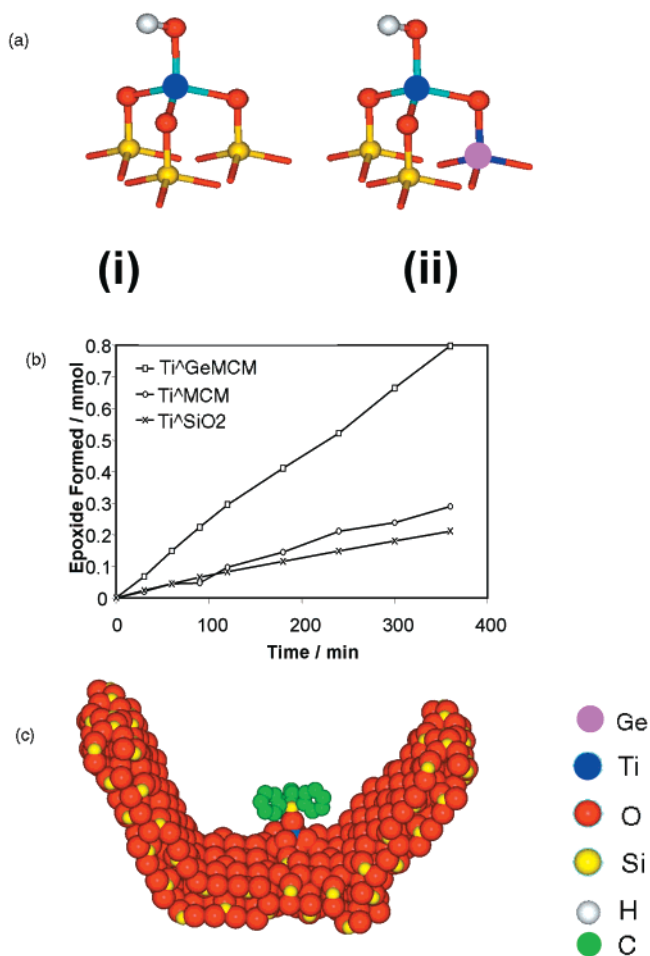 (a)
(i)
(ii)
(b)
Epoxide Formed / mmol
0.8
0.7
0.6
0.5
0.4
0.3
0.2
0.1
0
Ti^GeMCM
Ti^MCM
Ti^SiO2
0
100
200
300
400
Time / min
(c)
Ge
Ti
O
Si
H
C